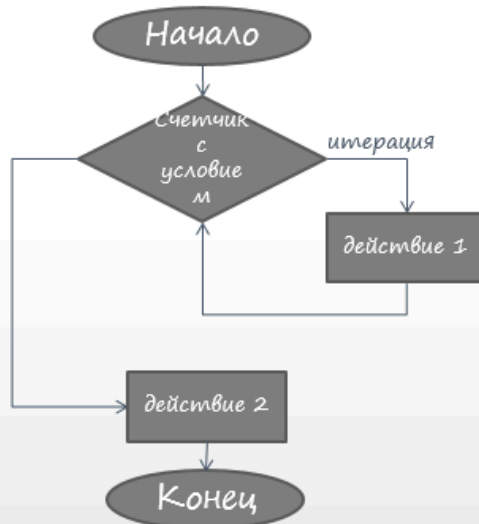 Начало
Счетчик
с
условие
м
итерация
действие 1
действие 2
Конец